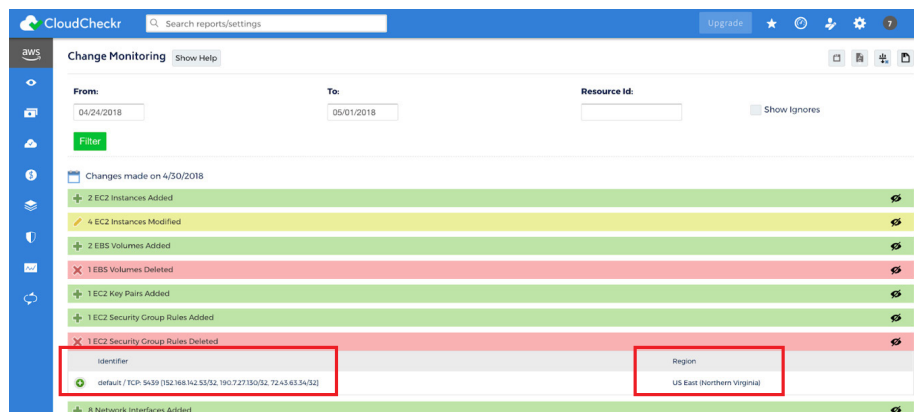 CloudCheckr
Search reports/settings
Upgrade
7
aws
Change Monitoring Show Help
From: To: Resource Id:
04/24/2018 05/01/2018 Show Ignores
Filter
Changes made on 4/30/2018
2 EC2 Instances Added
4 EC2 Instances Modified
2 EBS Volumes Added
1 EBS Volumes Deleted
1 EC2 Key Pairs Added
1 EC2 Security Group Rules Added
1 EC2 Security Group Rules Deleted
Identifier Region
default / TCP: 5439 [152.168.142.53/32, 190.7.27.130/32, 72.43.63.34/32] US East (Northern Virginia)
8 Network Interfaces Added